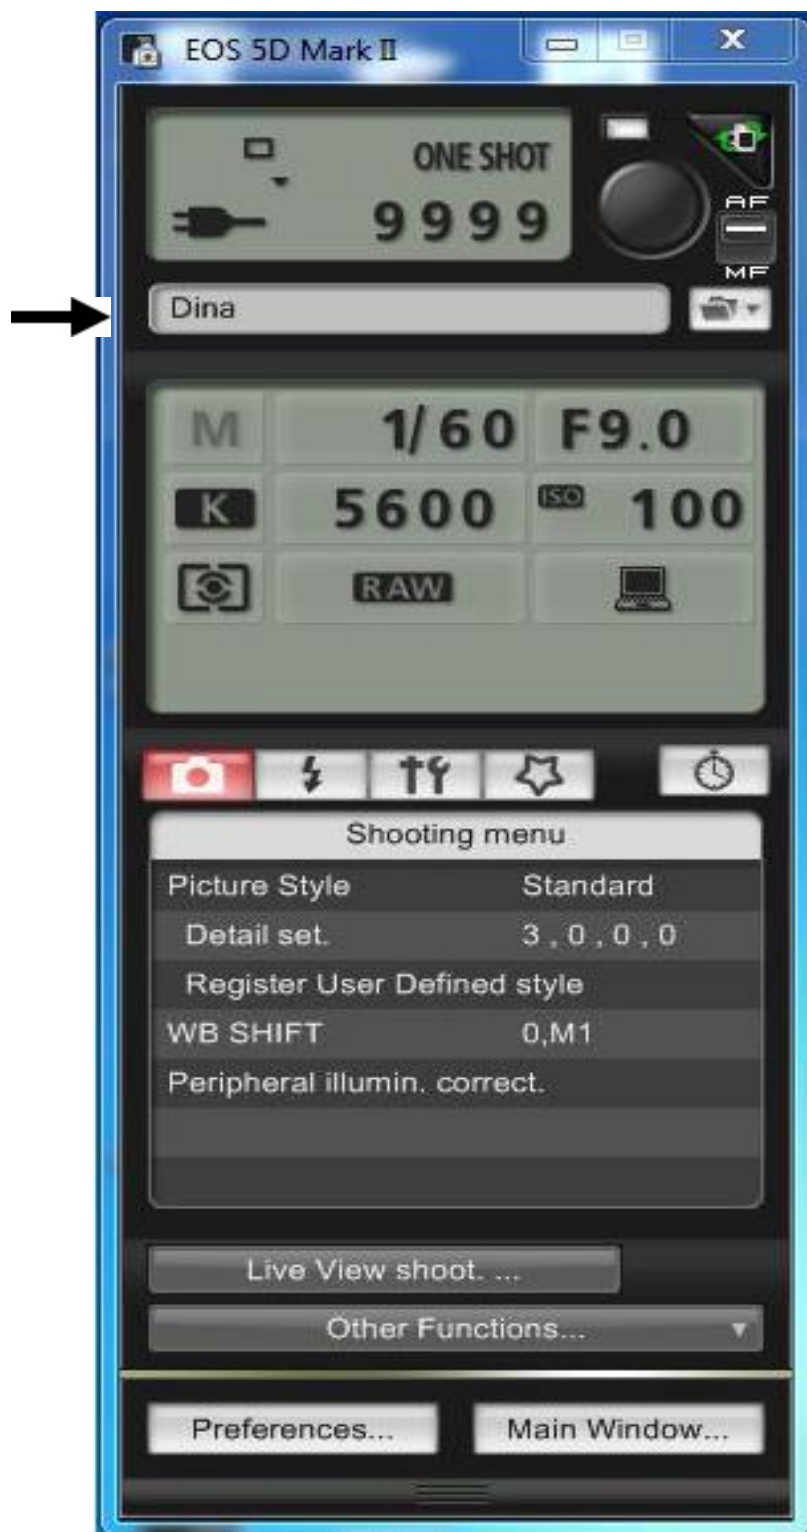 EOS 5D Mark II
ONE SHOT
9999
AF
MF
Dina
M 1/60 F9.0
K 5600 ISO 100
RAW
Shooting menu
Picture Style Standard
Detail set. 3 , 0 , 0 , 0
Register User Defined style
WB SHIFT 0,M1
Peripheral illumin. correct.
Live View shoot. ...
Other Functions...
Preferences... Main Window...